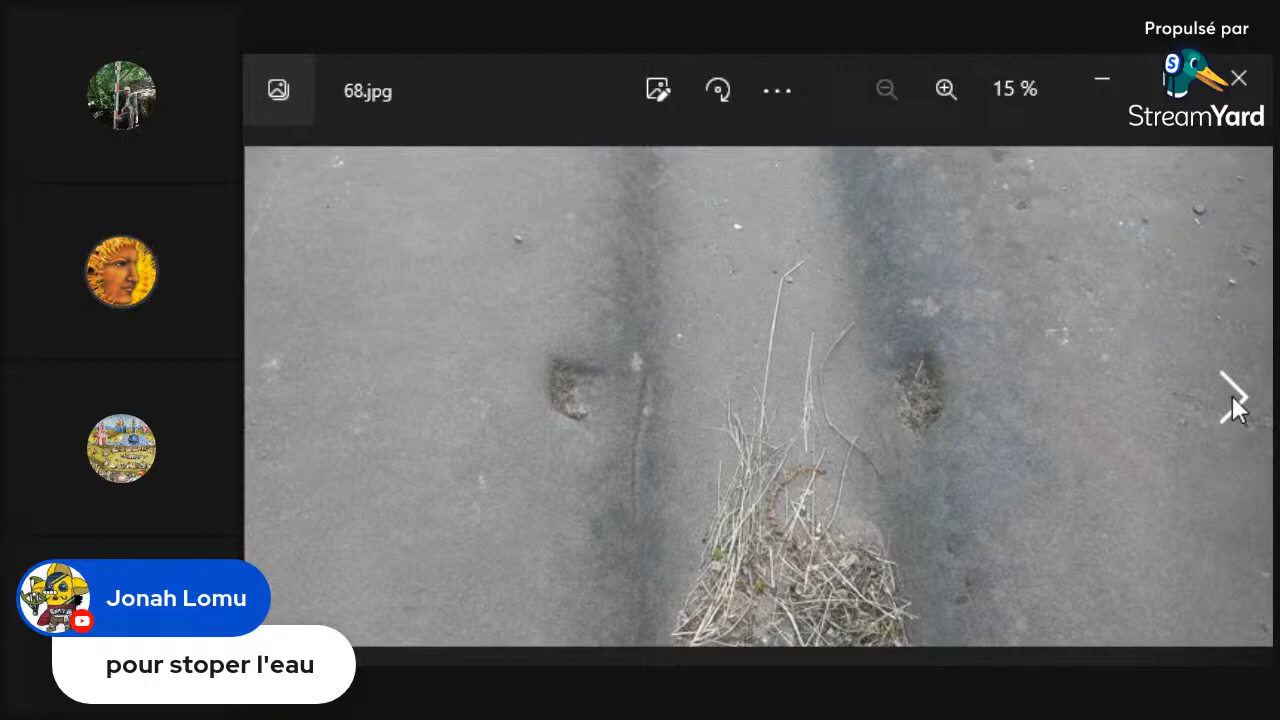 Propulsé par
StreamYard
68.jpg
15 %
Jonah Lomu
pour stoper l'eau